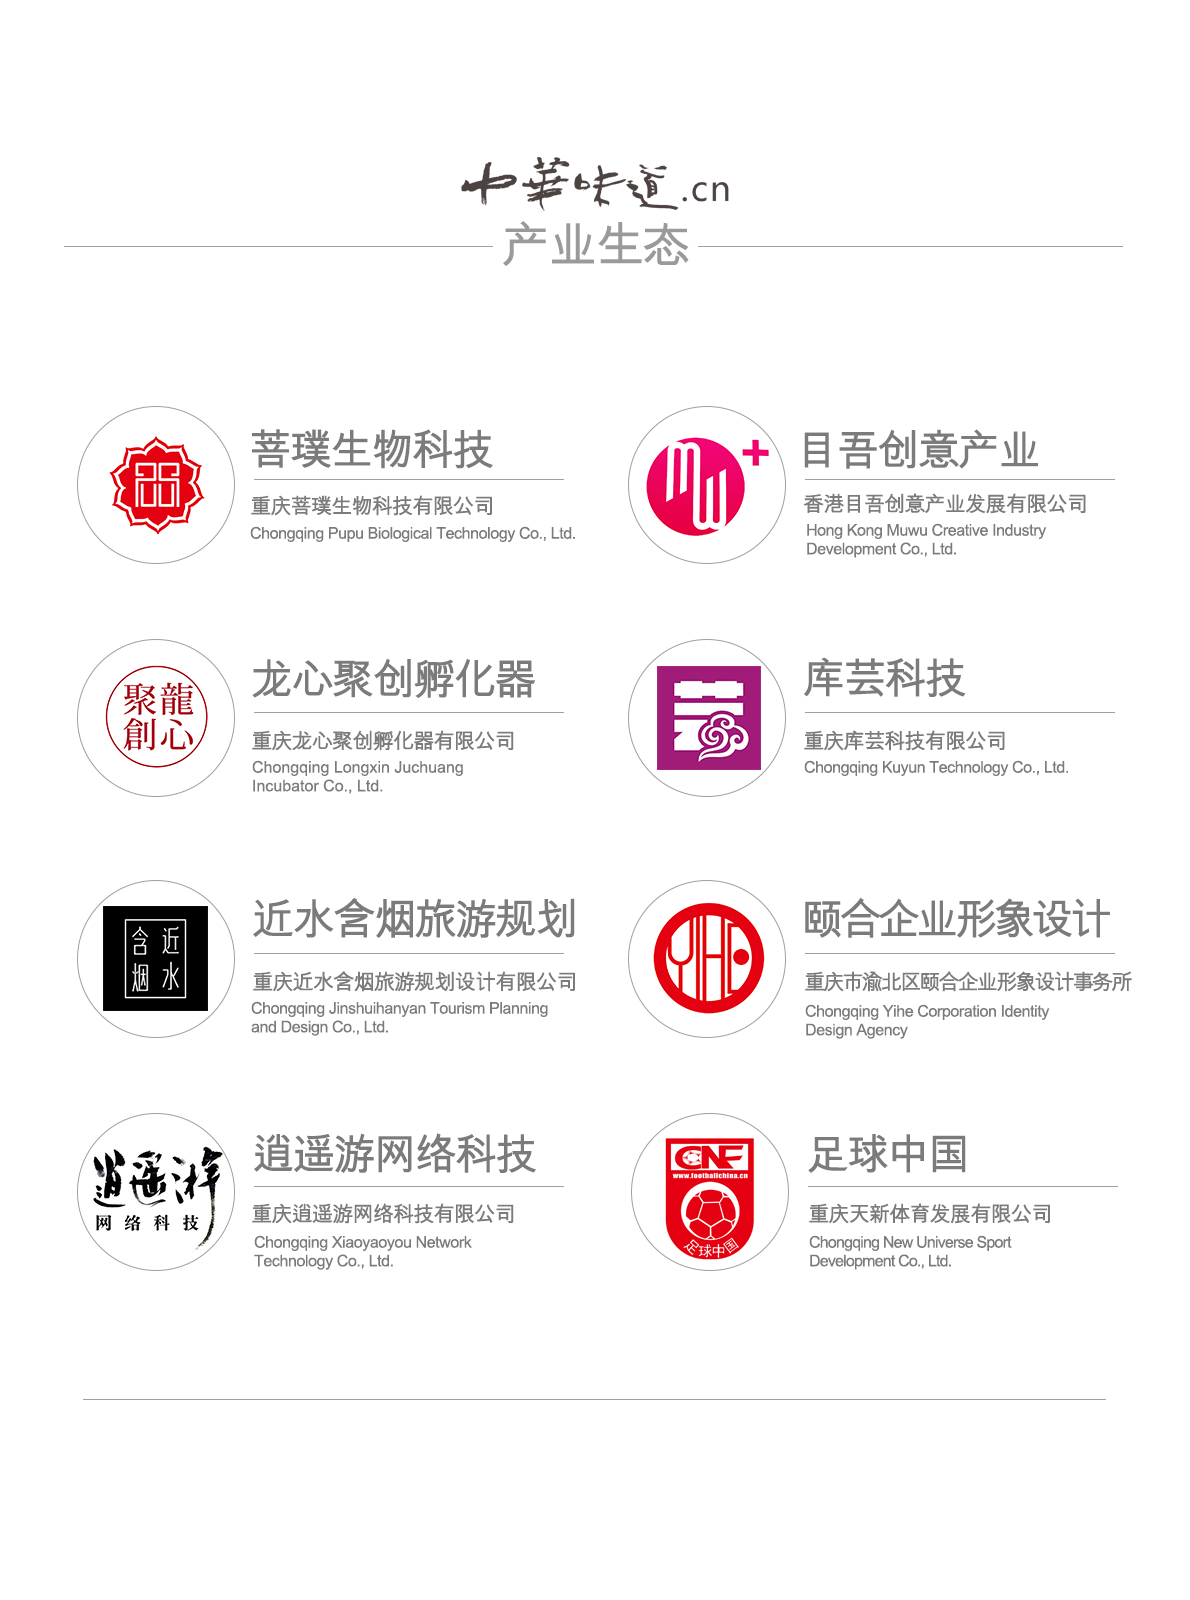 中華味道.cn
产业生态
菩璞生物科技
重庆菩璞生物科技有限公司
Chongqing Pupu Biological Technology Co., Ltd.
mw+
目吾创意产业
香港目吾创意产业发展有限公司
Hong Kong Muwu Creative Industry
Development Co., Ltd.
聚龍
創心
龙心聚创孵化器
重庆龙心聚创孵化器有限公司
Chongqing Longxin Juchuang
Incubator Co., Ltd.
库芸科技
重庆库芸科技有限公司
Chongqing Kuyun Technology Co., Ltd.
含近
烟水
近水含烟旅游规划
重庆近水含烟旅游规划设计有限公司
Chongqing Jinshuihanyan Tourism Planning
and Design Co., Ltd.
YIHE
颐合企业形象设计
重庆市渝北区颐合企业形象设计事务所
Chongqing Yihe Corporation Identity
Design Agency
逍遥游
网络科技
逍遥游网络科技
重庆逍遥游网络科技有限公司
Chongqing Xiaoyaoyou Network
Technology Co., Ltd.
CNF
www.footballchina.cn
足球中国
足球中国
重庆天新体育发展有限公司
Chongqing New Universe Sport
Development Co., Ltd.